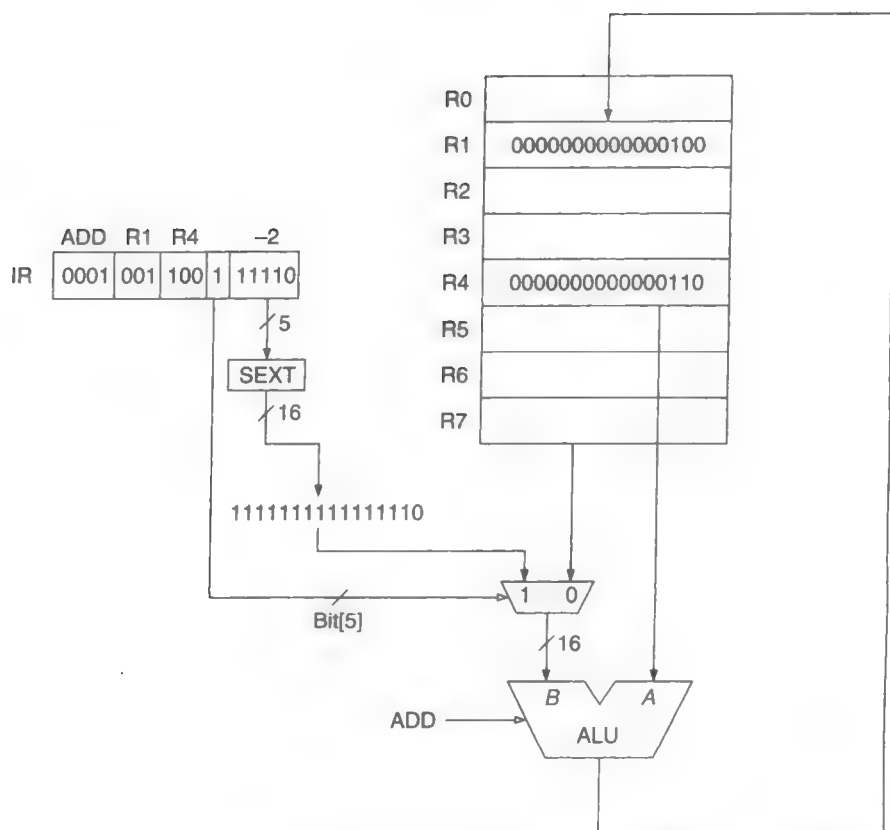 R0
R1 0000000000000100
R2
R3
R4 0000000000000110
R5
R6
R7
ADD R1 R4 –2
IR 0001 001 100 1 11110
5
SEXT
16
1111111111111110
1 0
Bit[5]
16
B A
ADD
ALU